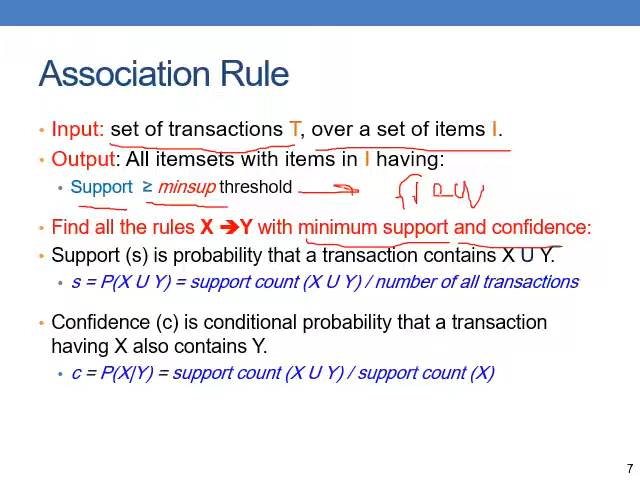 Association Rule
• Input: set of transactions T, over a set of items I.
• Output: All itemsets with items in I having:
• Support ≥ minsup threshold freq
• Find all the rules X ➔Y with minimum support and confidence:
• Support (s) is probability that a transaction contains X U Y.
• s = P(X U Y) = support count (X U Y) / number of all transactions
• Confidence (c) is conditional probability that a transaction
having X also contains Y.
• c = P(X|Y) = support count (X U Y) / support count (X)
7